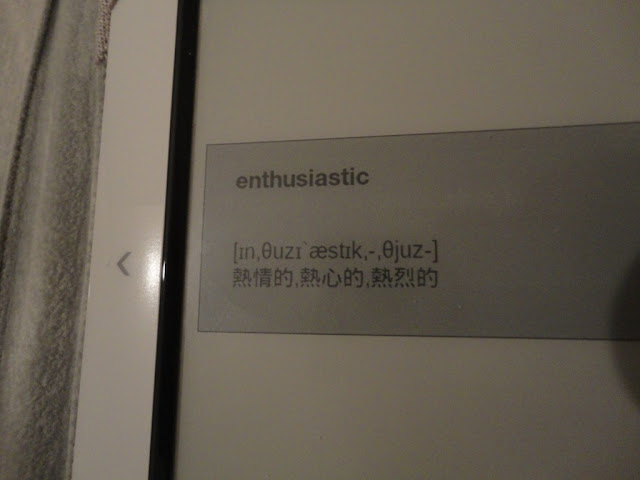 enthusiastic
[ɪn,θuzɪˋæstɪk,-,θjuz-]
熱情的,熱心的,熱烈的